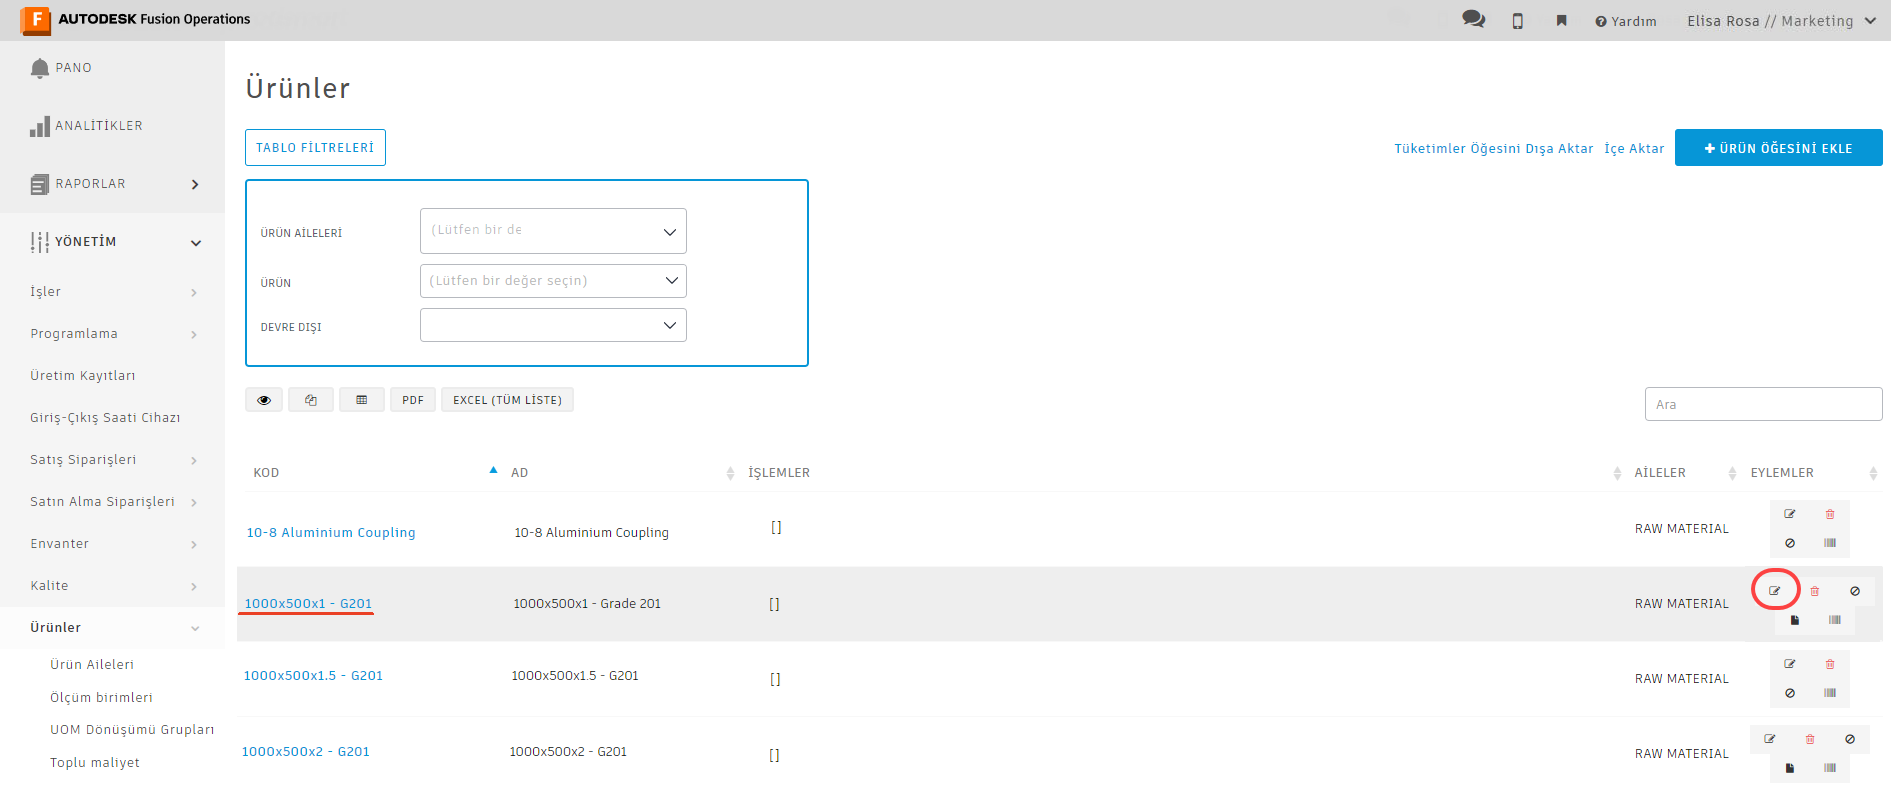 AUTODESK Fusion Operations
Yardım
Elisa Rosa // Marketing
PANO
ANALİTİKLER
RAPORLAR
YÖNETİM
İşler
Programlama
Üretim Kayıtları
Giriş-Çıkış Saati Cihazı
Satış Siparişleri
Satın Alma Siparişleri
Envanter
Kalite
Ürünler
Ürün Aileleri
Ölçüm birimleri
UOM Dönüşümü Grupları
Toplu maliyet
Ürünler
TABLO FİLTRELERİ
Tüketimler Öğesini Dışa Aktar İçe Aktar
+ ÜRÜN ÖĞESİNİ EKLE
ÜRÜN AİLELERİ (Lütfen bir de
ÜRÜN (Lütfen bir değer seçin)
DEVRE DIŞI
PDF EXCEL (TÜM LİSTE)
Ara
KOD AD İŞLEMLER AİLELER EYLEMLER
10-8 Aluminium Coupling 10-8 Aluminium Coupling [] RAW MATERIAL
1000x500x1 - G201 1000x500x1 - Grade 201 [] RAW MATERIAL
1000x500x1.5 - G201 1000x500x1.5 - G201 [] RAW MATERIAL
1000x500x2 - G201 1000x500x2 - G201 [] RAW MATERIAL